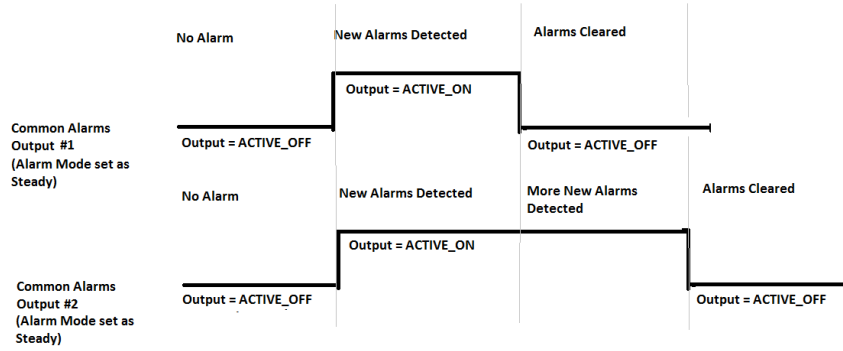 No Alarm
New Alarms Detected
Alarms Cleared
Output = ACTIVE_ON
Common Alarms
Output #1
(Alarm Mode set as
Steady)
Output = ACTIVE_OFF
Output = ACTIVE_OFF
No Alarm
New Alarms Detected
More New Alarms
Detected
Alarms Cleared
Output = ACTIVE_ON
Common Alarms
Output #2
(Alarm Mode set as
Steady)
Output = ACTIVE_OFF
Output = ACTIVE_OFF